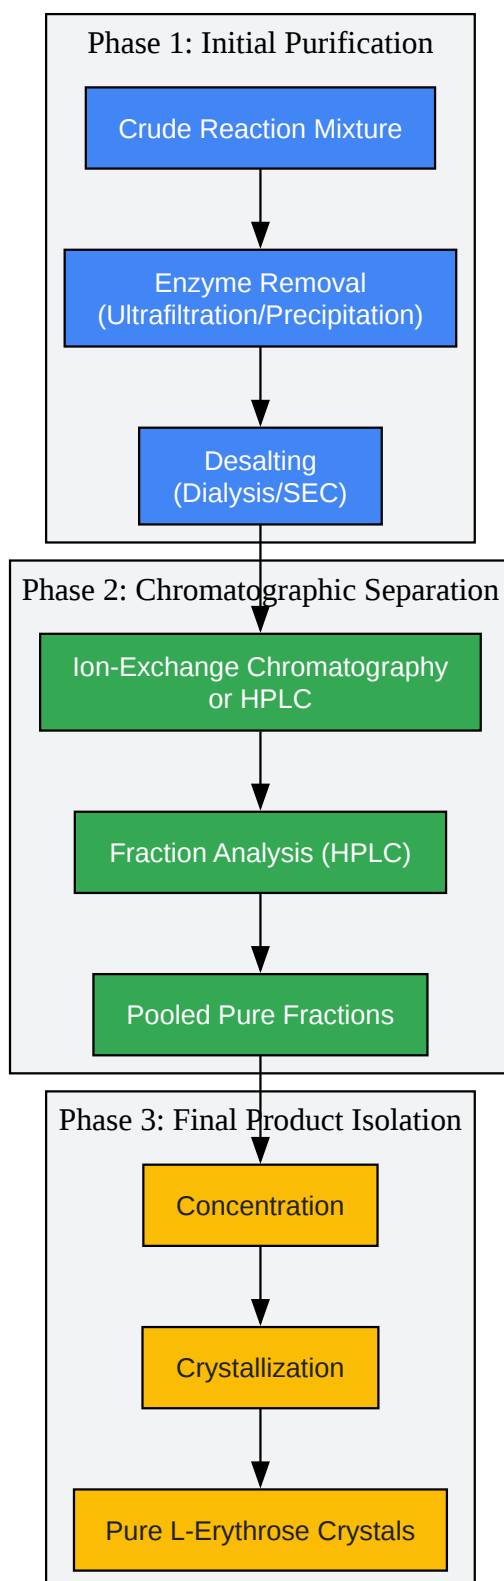 Phase 1: Initial Purification
Crude Reaction Mixture
Enzyme Removal
(Ultrafiltration/Precipitation)
Desalting
(Dialysis/SEC)
Phase 2: Chromatographic Separation
Ion-Exchange Chromatography
or HPLC
Fraction Analysis (HPLC)
Pooled Pure Fractions
Phase 3: Final Product Isolation
Concentration
Crystallization
Pure L-Erythrose Crystals